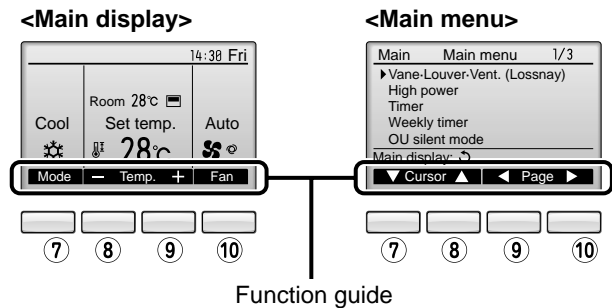 <Main display>
14:30 Fri
Room 28℃
Cool
Set temp.
Auto
28℃
Mode
− Temp. +
Fan
7 8 9 10
<Main menu>
Main Main menu 1/3
Vane·Louver·Vent. (Lossnay)
High power
Timer
Weekly timer
OU silent mode
Main display:
▼ Cursor ▲ ◀ Page ▶
7 8 9 10
Function guide